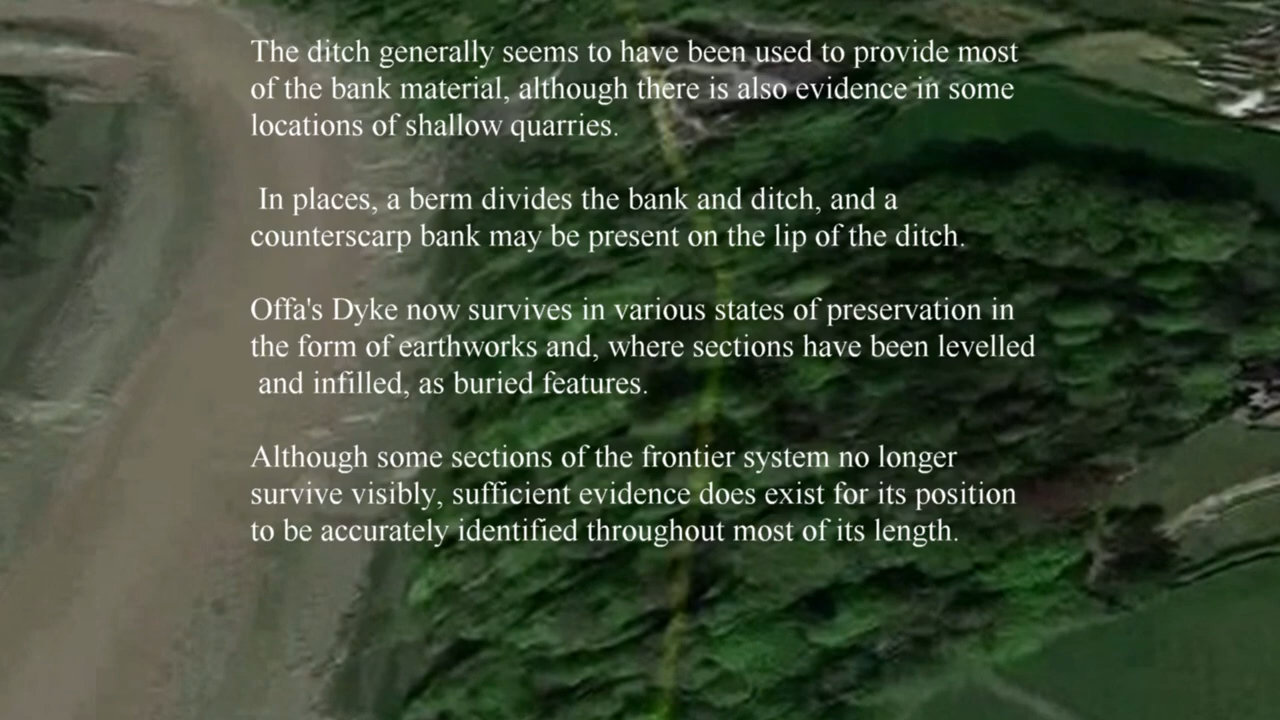 The ditch generally seems to have been used to provide most
of the bank material, although there is also evidence in some
locations of shallow quarries.
In places, a berm divides the bank and ditch, and a
counterscarp bank may be present on the lip of the ditch.
Offa's Dyke now survives in various states of preservation in
the form of earthworks and, where sections have been levelled
and infilled, as buried features.
Although some sections of the frontier system no longer
survive visibly, sufficient evidence does exist for its position
to be accurately identified throughout most of its length.